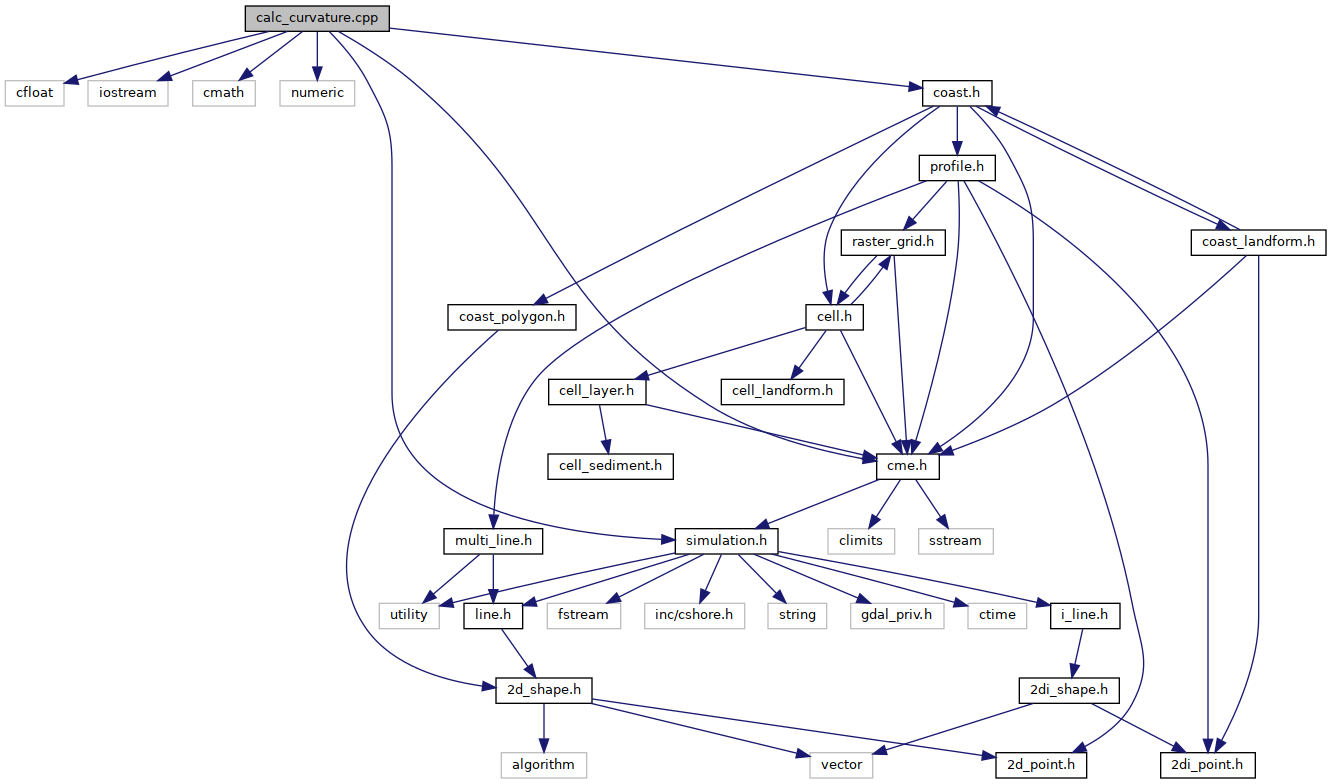 calc_curvature.cpp
cfloat
iostream
cmath
numeric
coast.h
profile.h
raster_grid.h
coast_landform.h
coast_polygon.h
cell.h
cell_layer.h
cell_landform.h
cell_sediment.h
cme.h
multi_line.h
simulation.h
climits
sstream
utility
line.h
fstream
inc/cshore.h
string
gdal_priv.h
ctime
i_line.h
2d_shape.h
2di_shape.h
algorithm
vector
2d_point.h
2di_point.h